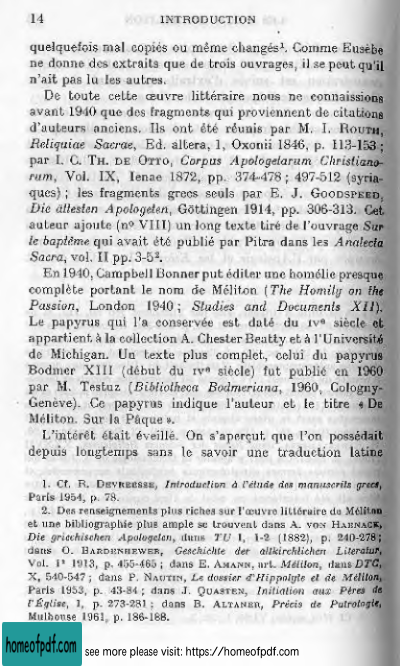 14 INTRODUCTION
quelquefois mal copiés ou même changés¹. Comme Eusèbe
ne donne des extraits que de trois ouvrages, il se peut qu'il
n'ait pas lu les autres.
De toute cette œuvre littéraire nous ne connaissions
avant 1940 que des fragments qui proviennent de citations
d'auteurs anciens. Ils ont été réunis par M. I. ROUTH,
Reliquiae Sacrae, Ed. altera, 1, Oxonii 1846, p. 113-153 ;
par I. C. TH. DE OTTO, Corpus Apologetarum Christiano-
rum, Vol. IX, Ienae 1872, pp. 374-478 ; 497-512 (syria-
ques) ; les fragments grecs seuls par E. J. GOODSPEED,
Die ältesten Apologeten, Göttingen 1914, pp. 306-313. Cet
auteur ajoute (nº VIII) un long texte tiré de l'ouvrage Sur
le baptême qui avait été publié par Pitra dans les Analecta
Sacra, vol. II pp. 3-5².
En 1940, Campbell Bonner put éditer une homélie presque
complète portant le nom de Méliton (The Homily on the
Passion, London 1940 ; Studies and Documents XII).
Le papyrus qui l'a conservée est daté du IVᵉ siècle et
appartient à la collection A. Chester Beatty et à l'Université
de Michigan. Un texte plus complet, celui du papyrus
Bodmer XIII (début du IVᵉ siècle) fut publié en 1960
par M. Testuz (Bibliotheca Bodmeriana, 1960, Cologny-
Genève). Ce papyrus indique l'auteur et le titre « De
Méliton. Sur la Pâque ».
L'intérêt était éveillé. On s'aperçut que l'on possédait
depuis longtemps sans le savoir une traduction latine
1. Cf. R. DEVREESSE, Introduction à l'étude des manuscrits grecs,
Paris 1954, p. 78.
2. Des renseignements plus riches sur l'œuvre littéraire de Méliton
et une bibliographie plus ample se trouvent dans A. VON HARNACK,
Die griechischen Apologeten, dans TU I, 1-2 (1882), p. 240-278 ;
dans O. BARDENHEWER, Geschichte der altkirchlichen Literatur,
Vol. 1² 1913, p. 455-465 ; dans E. AMANN, art. Méliton, dans DTC,
X, 540-547 ; dans P. NAUTIN, Le dossier d'Hippolyte et de Méliton,
Paris 1953, p. 43-84 ; dans J. QUASTEN, Initiation aux Pères de
l'Église, I, p. 273-281 ; dans B. ALTANER, Précis de Patrologie,
Mulhouse 1961, p. 186-188.
homeofpdf.com
see more please visit: https://homeofpdf.com